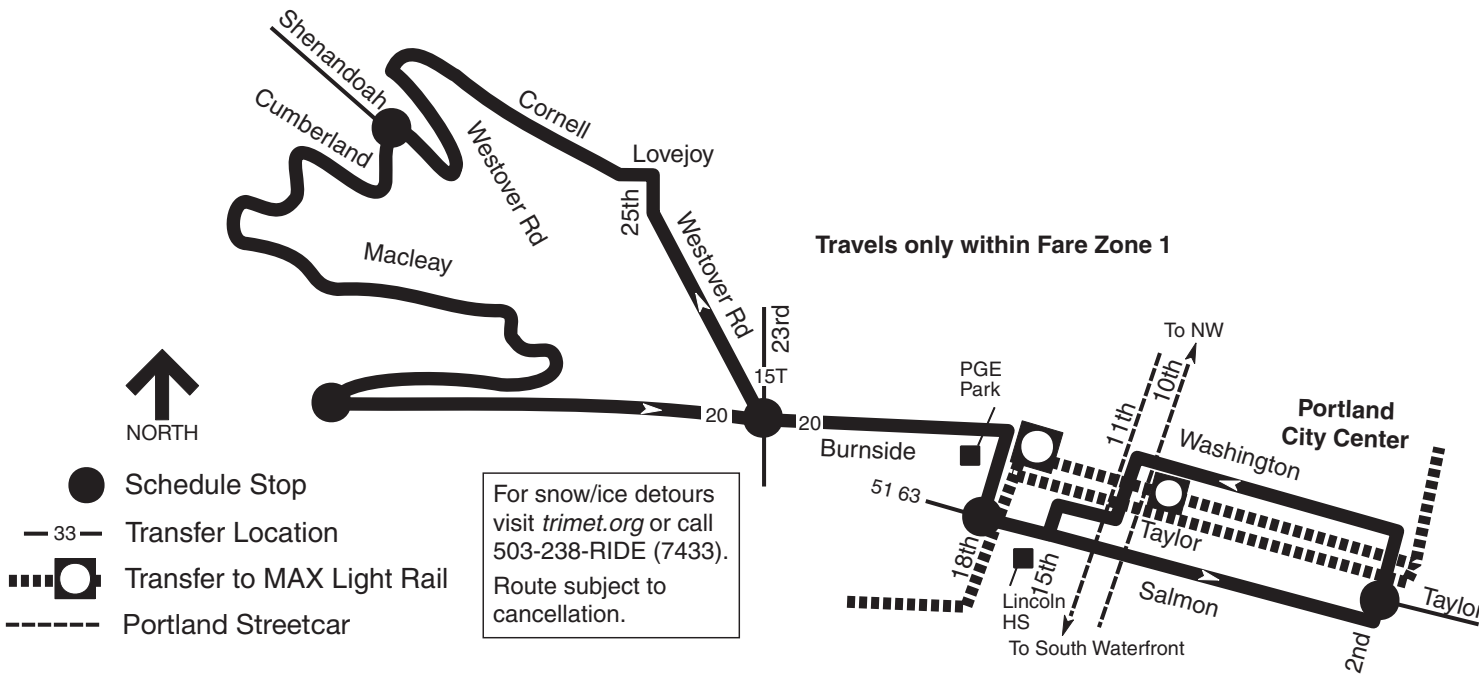 Shenandoah
Cumberland
Westover Rd
Cornell
Lovejoy
25th
Westover Rd
Macleay
23rd
15T
20
20
Burnside
Travels only within Fare Zone 1
To NW
10th
11th
PGE
Park
Portland
City Center
Washington
51 63
18th
15th
Taylor
Lincoln
HS
Salmon
Taylor
2nd
To South Waterfront
NORTH
Schedule Stop
33
Transfer Location
Transfer to MAX Light Rail
Portland Streetcar
For snow/ice detours
visit trimet.org or call
503-238-RIDE (7433).
Route subject to
cancellation.